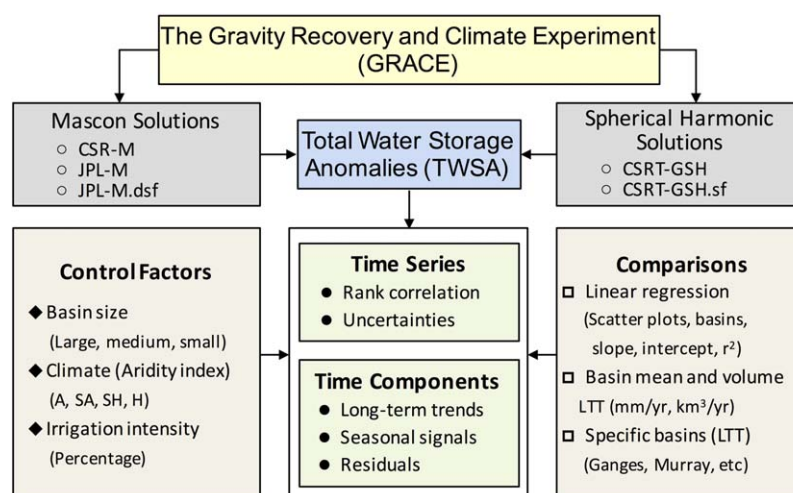 The Gravity Recovery and Climate Experiment
(GRACE)
Mascon Solutions
○ CSR-M
○ JPL-M
○ JPL-M.dsf
Total Water Storage
Anomalies (TWSA)
Spherical Harmonic
Solutions
○ CSRT-GSH
○ CSRT-GSH.sf
Control Factors
◆ Basin size
(Large, medium, small)
◆ Climate (Aridity index)
(A, SA, SH, H)
◆ Irrigation intensity
(Percentage)
Time Series
● Rank correlation
● Uncertainties
Time Components
● Long-term trends
● Seasonal signals
● Residuals
Comparisons
□ Linear regression
(Scatter plots, basins,
slope, intercept, r²)
□ Basin mean and volume
LTT (mm/yr, km³/yr)
□ Specific basins (LTT)
(Ganges, Murray, etc)